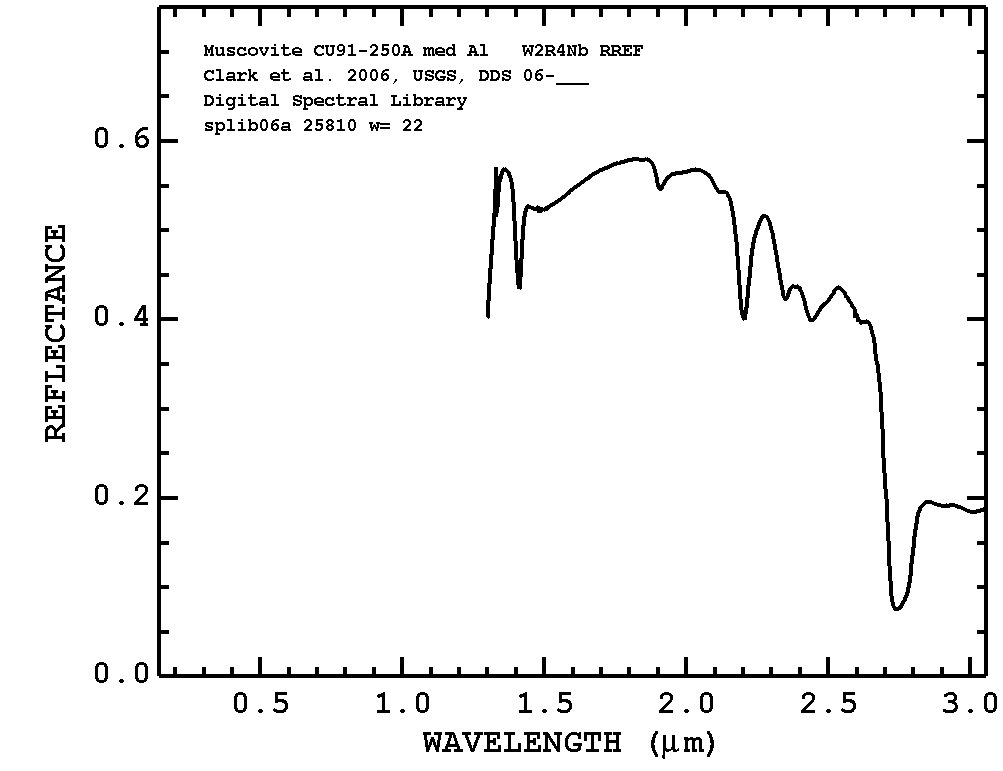 Muscovite CU91-250A med Al W2R4Nb RREF
Clark et al. 2006, USGS, DDS 06-___
Digital Spectral Library
splib06a 25810 w= 22
0.6
0.4
0.2
0.0
REFLECTANCE
0.5 1.0 1.5 2.0 2.5 3.0
WAVELENGTH (μm)